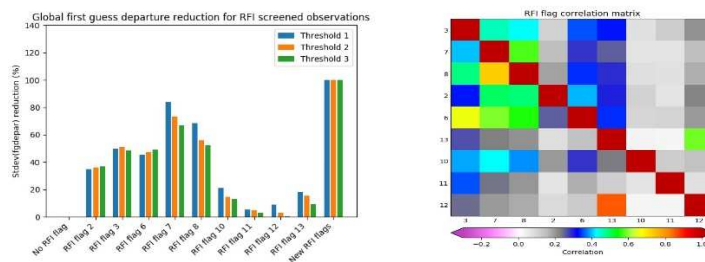 Global first guess departure reduction for RFI screened observations
Threshold 1
Threshold 2
Threshold 3
Stdev(fgdepar) reduction (%)
140
120
100
80
60
40
20
0
No RFI flag
RFI flag 2
RFI flag 3
RFI flag 6
RFI flag 7
RFI flag 8
RFI flag 10
RFI flag 11
RFI flag 12
RFI flag 13
New RFI flags
RFI flag correlation matrix
3
7
8
2
6
13
10
11
12
3 7 8 2 6 13 10 11 12
−0.2 0.0 0.2 0.4 0.6 0.8 1.0
Correlation